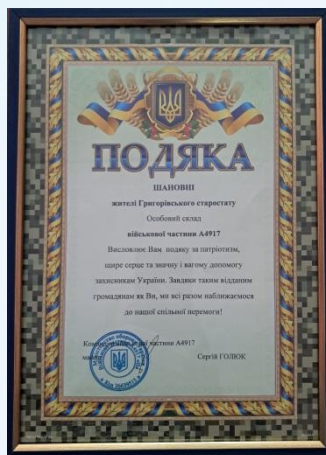 ПОДЯКА
ШАНОВНІ
жителі Григорівського старостату
Особовий склад
військової частини А4917
Висловлює Вам подяку за патріотизм,
щире серце та значну і вагому допомогу
захисникам України. Завдяки таким відданим
громадянам як Ви, ми всі разом наближаємося
до нашої спільної перемоги!
частини А4917
Сергій ГОЛЮК